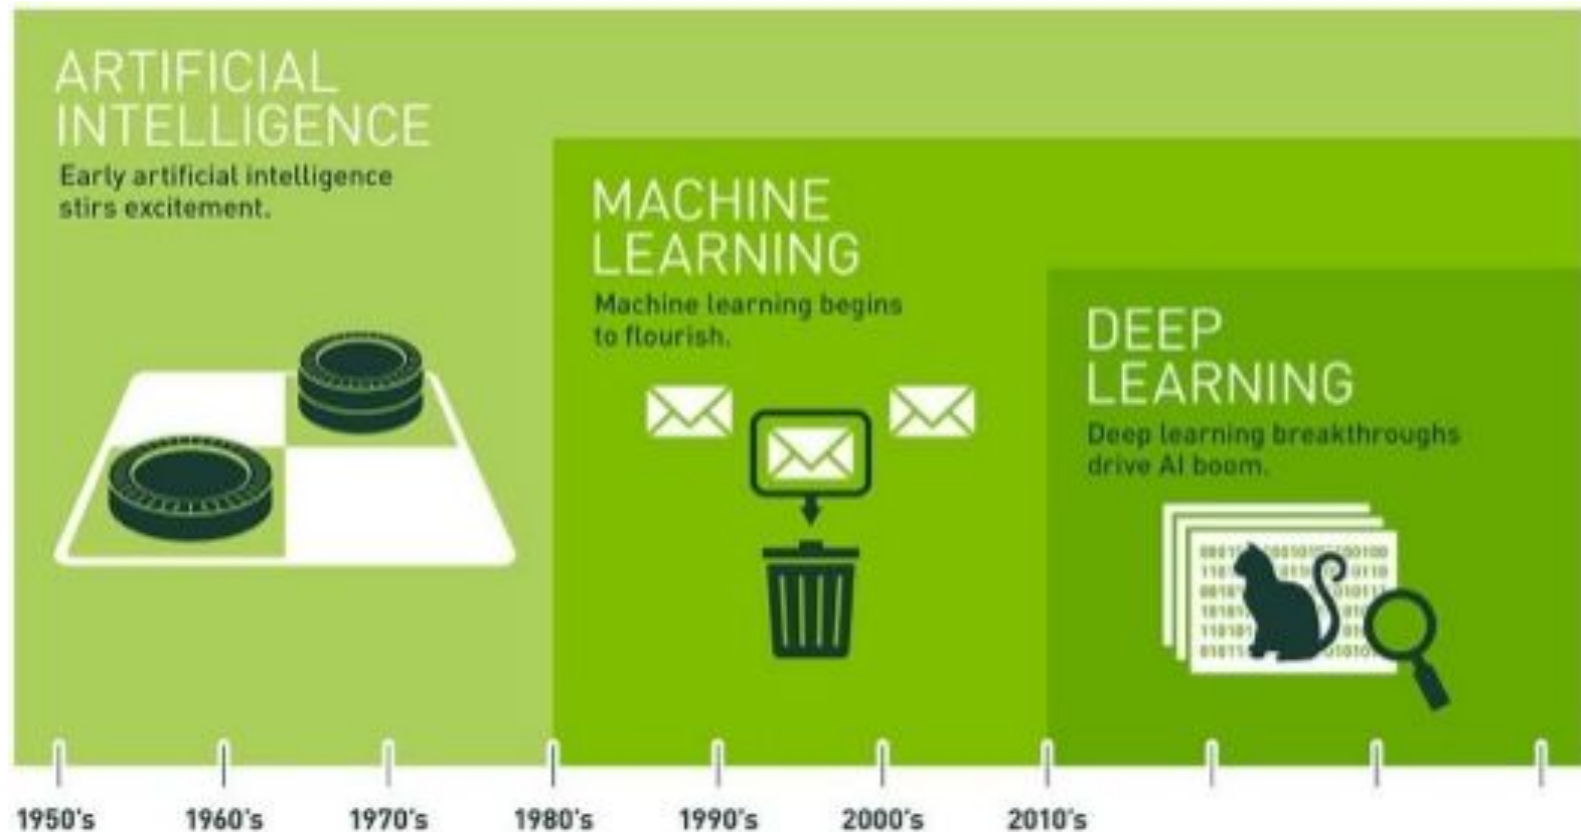 ARTIFICIAL
INTELLIGENCE
Early artificial intelligence
stirs excitement.
MACHINE
LEARNING
Machine learning begins
to flourish.
DEEP
LEARNING
Deep learning breakthroughs
drive AI boom.
1950's 1960's 1970's 1980's 1990's 2000's 2010's